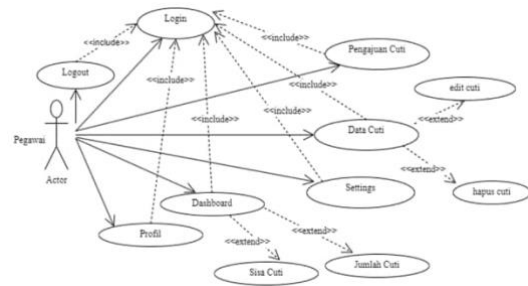 Login
<<include>>
<<include>>
Pengajuan Cuti
Logout
<<include>>
edit cuti
<<include>>
<<include>>
Pegawai
Data Cuti
<<extend>>
<<extend>>
Actor
Settings
hapus cuti
Dashboard
Profil
<<extend>>
<<extend>>
Sisa Cuti
Jumlah Cuti